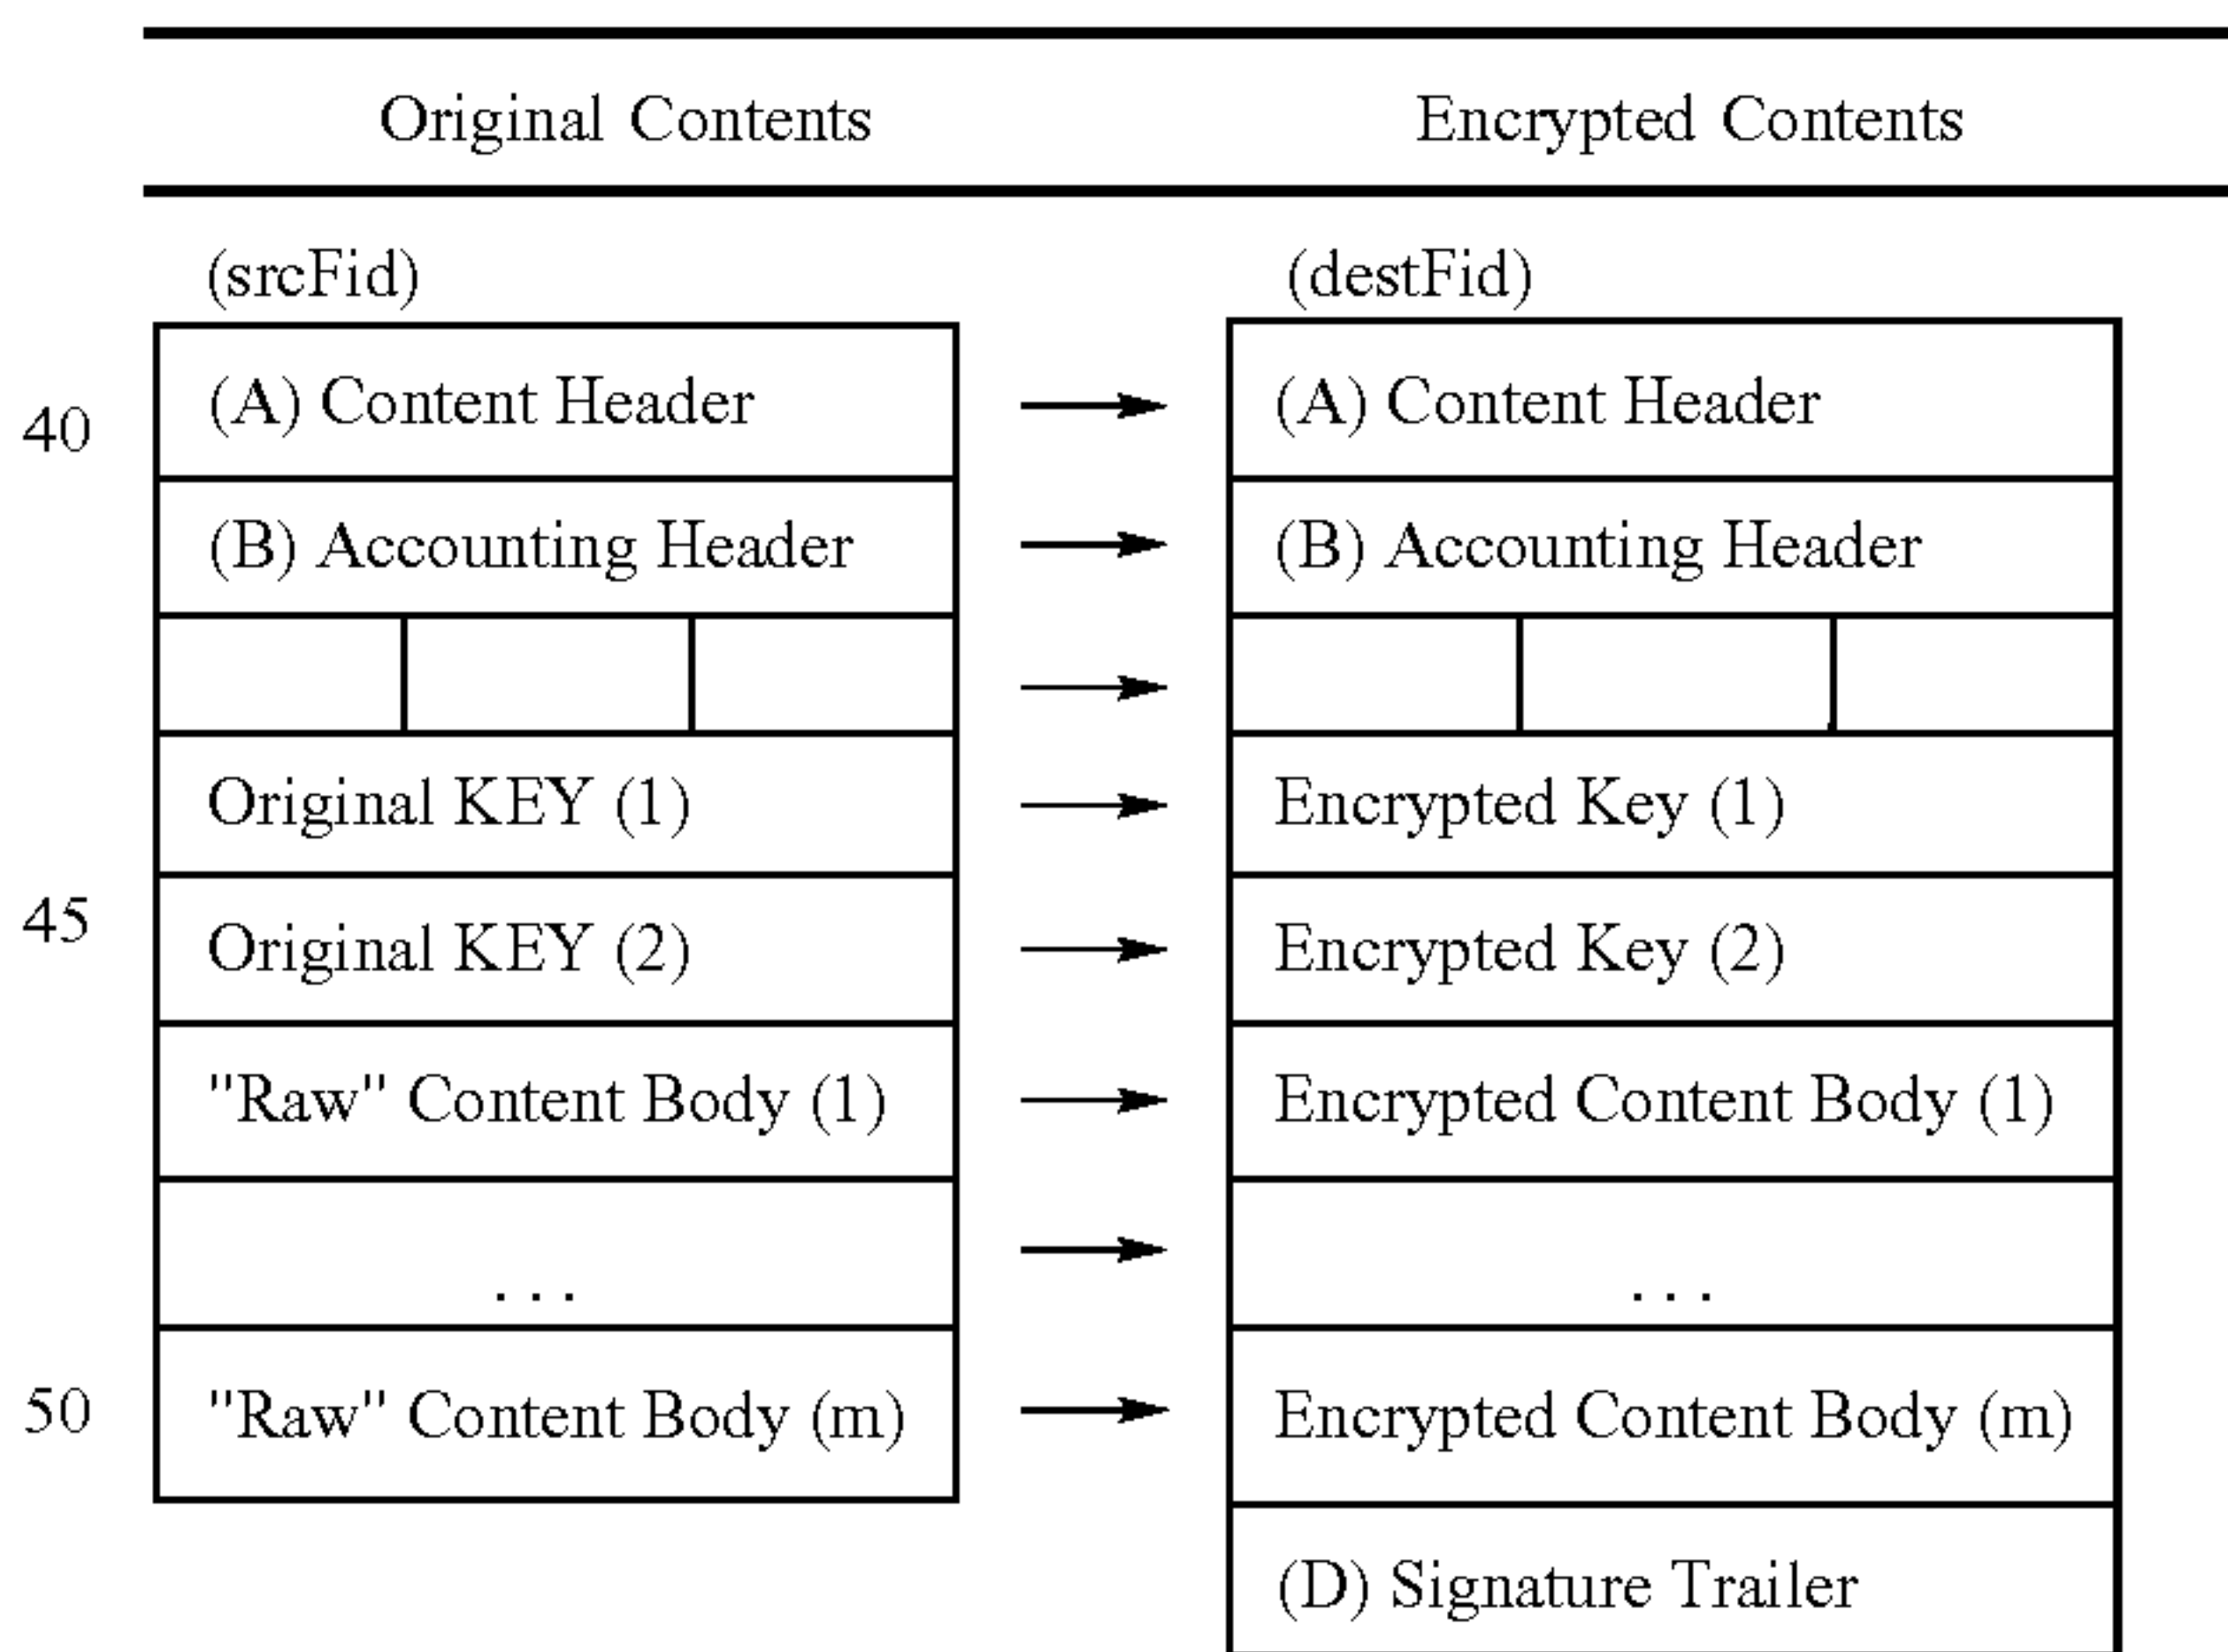 Original Contents Encrypted Contents
(srcFid) (destFid)
40 (A) Content Header (A) Content Header
(B) Accounting Header (B) Accounting Header
Original KEY (1) Encrypted Key (1)
45 Original KEY (2) Encrypted Key (2)
"Raw" Content Body (1) Encrypted Content Body (1)
. . . . . .
50 "Raw" Content Body (m) Encrypted Content Body (m)
(D) Signature Trailer